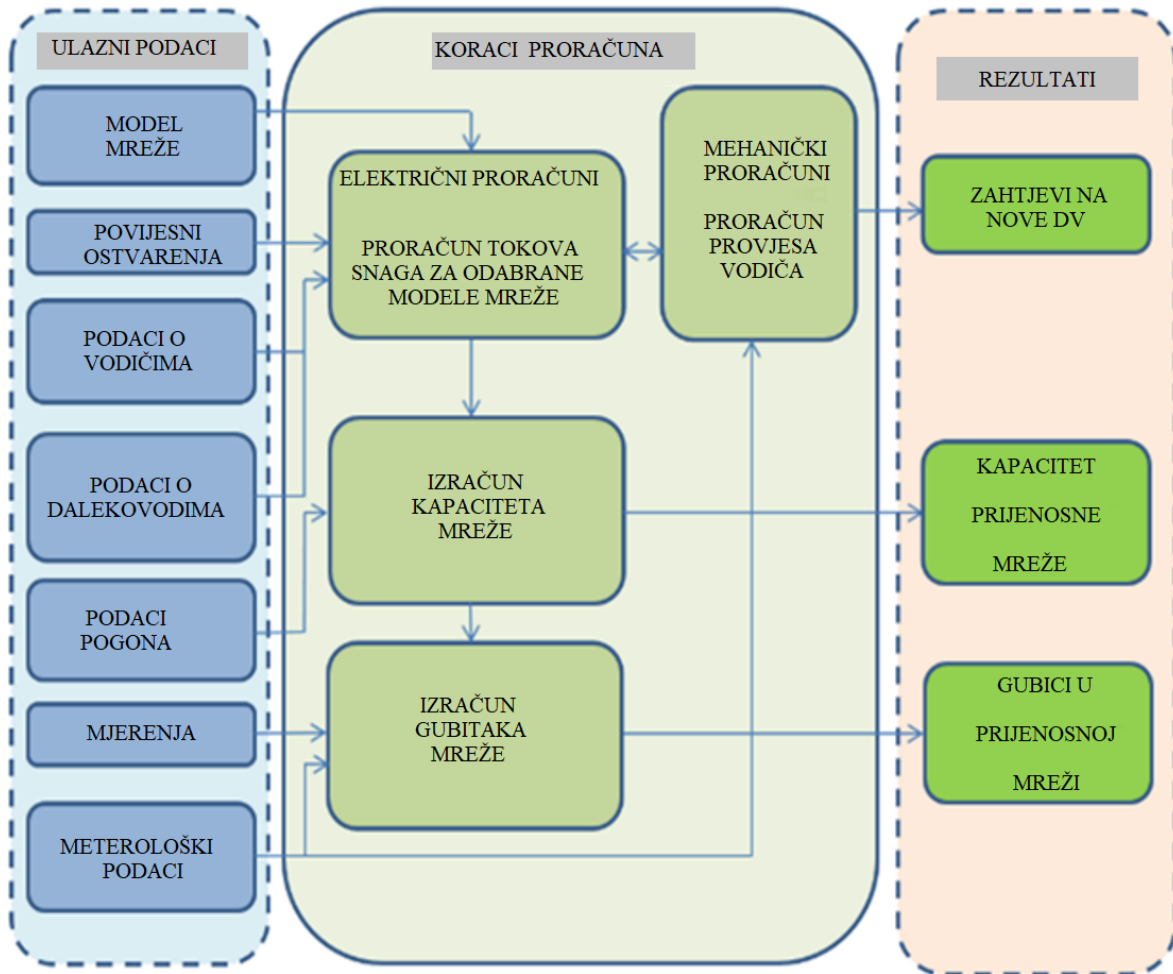 ULAZNI PODACI
MODEL
MREŽE
POVIJESNI
OSTVARENJA
PODACI O
VODIČIMA
PODACI O
DALEKOVODIMA
PODACI
POGONA
MJERENJA
METEROLOŠKI
PODACI
KORACI PRORAČUNA
ELEKTRIČNI PRORAČUNI
PRORAČUN TOKOVA
SNAGA ZA ODABRANE
MODELE MREŽE
MEHANIČKI
PRORAČUNI
PRORAČUN
PROVJESA
VODIČA
IZRAČUN
KAPACITETA
MREŽE
IZRAČUN
GUBITAKA
MREŽE
REZULTATI
ZAHTJEVI NA
NOVE DV
KAPACITET
PRIJENOSNE
MREŽE
GUBICI U
PRIJENOSNOJ
MREŽI